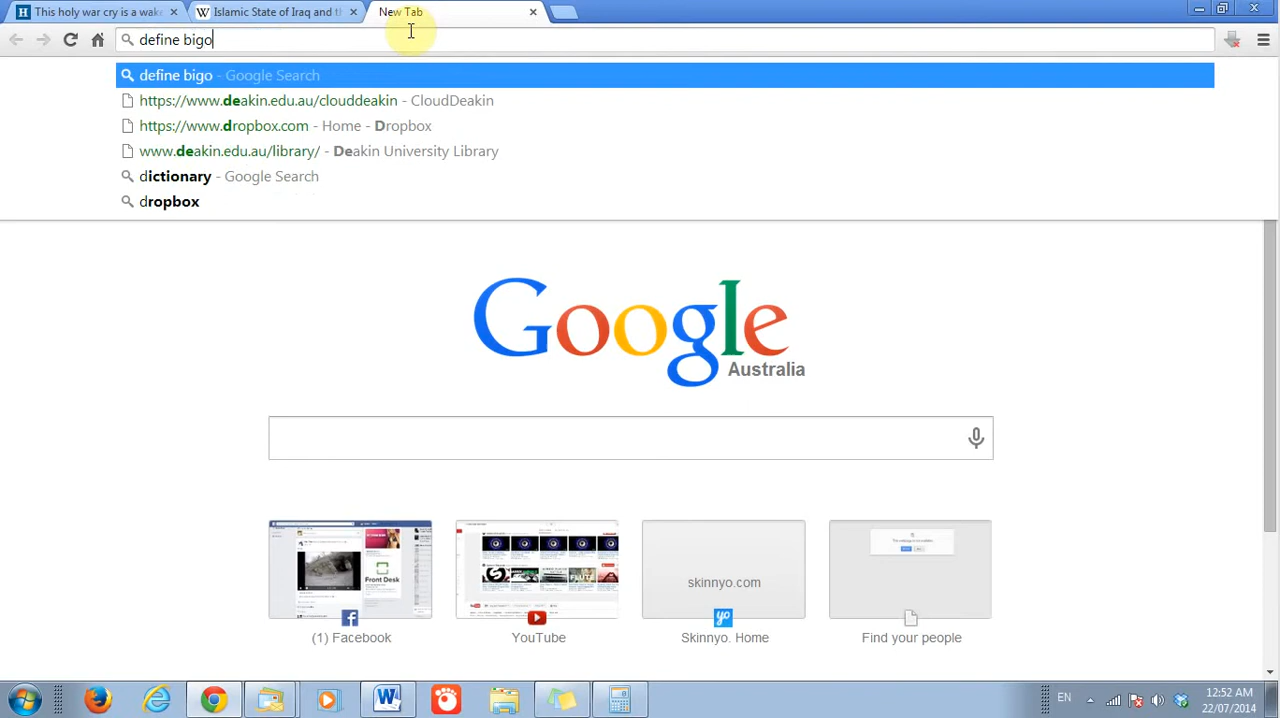 This holy war cry is a wake
Islamic State of Iraq and th
New Tab
define bigo
define bigo - Google Search
https://www.deakin.edu.au/clouddeakin - CloudDeakin
https://www.dropbox.com - Home - Dropbox
www.deakin.edu.au/library/ - Deakin University Library
dictionary - Google Search
dropbox
Google
Australia
Front Desk
skinnyo.com
(1) Facebook
YouTube
Skinnyo. Home
Find your people
EN
12:52 AM
22/07/2014